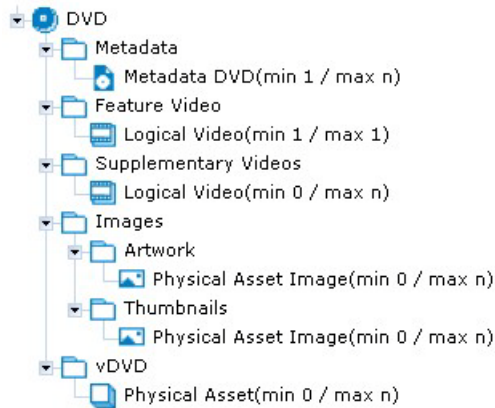 DVD
Metadata
Metadata DVD(min 1 / max n)
Feature Video
Logical Video(min 1 / max 1)
Supplementary Videos
Logical Video(min 0 / max n)
Images
Artwork
Physical Asset Image(min 0 / max n)
Thumbnails
Physical Asset Image(min 0 / max n)
vDVD
Physical Asset(min 0 / max n)